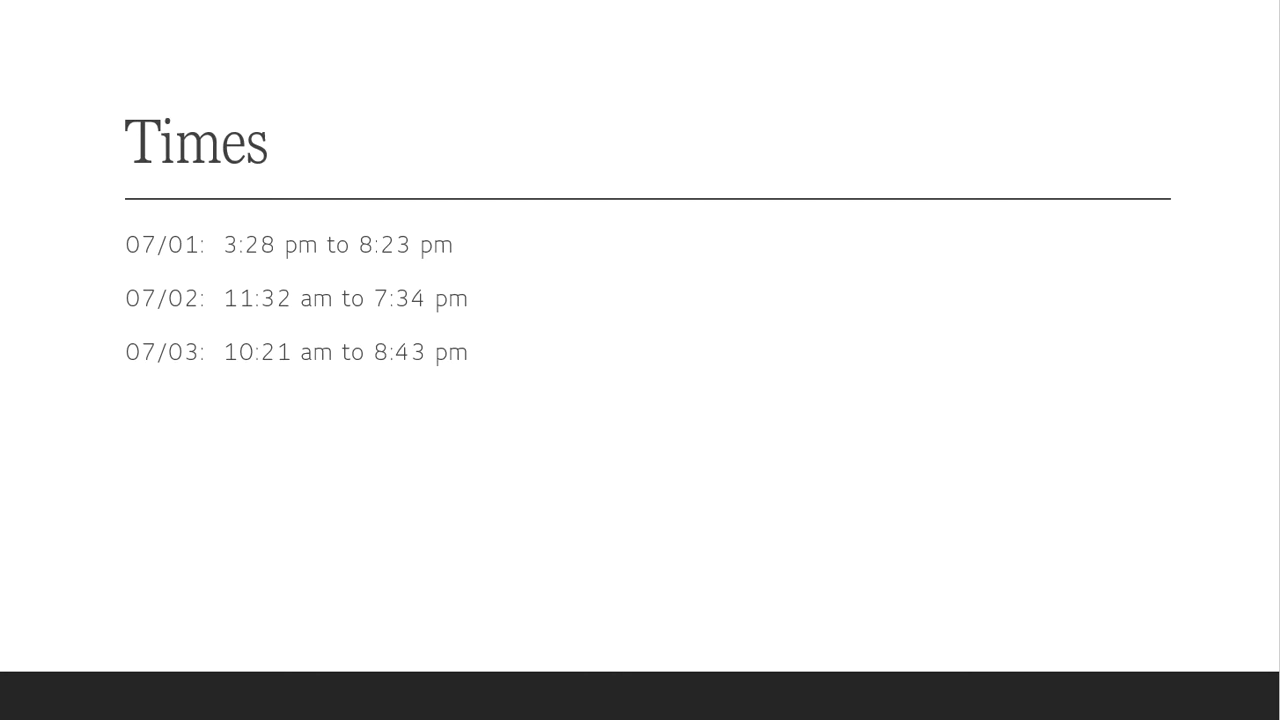 Times
07/01: 3:28 pm to 8:23 pm
07/02: 11:32 am to 7:34 pm
07/03: 10:21 am to 8:43 pm